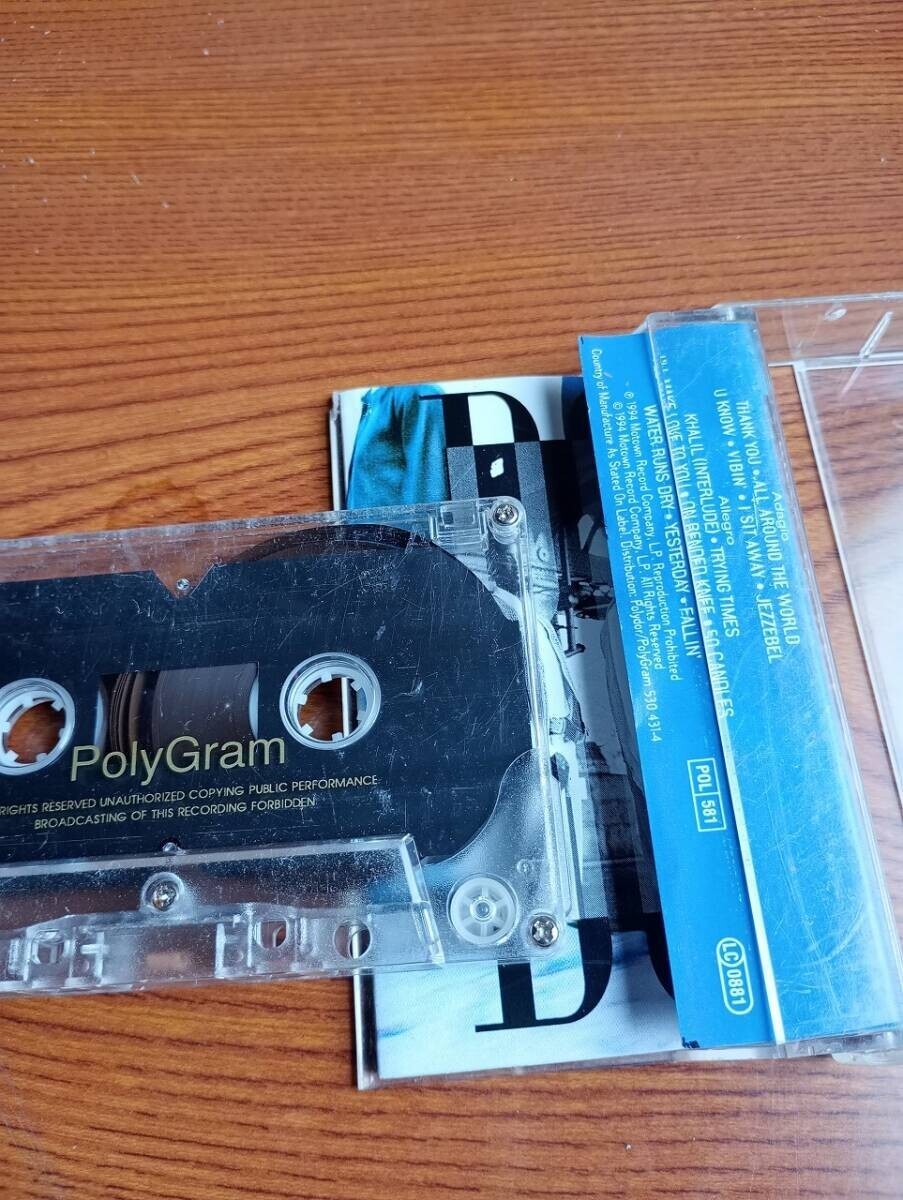 PolyGram
RIGHTS RESERVED UNAUTHORIZED COPYING PUBLIC PERFORMANCE
BROADCASTING OF THIS RECORDING FORBIDDEN
Adagio
THANK YOU • ALL AROUND THE WORLD
U KNOW • VIBIN' • I SIT AWAY • JEZZEBEL
Allegro
KHALIL (INTERLUDE) • TRYING TIMES
I'LL MAKE LOVE TO YOU • ON BENDED KNEE • 50 CANDLES
WATER RUNS DRY • YESTERDAY • FALLIN'
℗ 1994 Motown Record Company, L.P. Reproduction Prohibited
© 1994 Motown Record Company, L.P. All Rights Reserved
Country of Manufacture As Stated On Label. Distribution: Polydor/PolyGram 530 431-4
POL 581
LC 0881